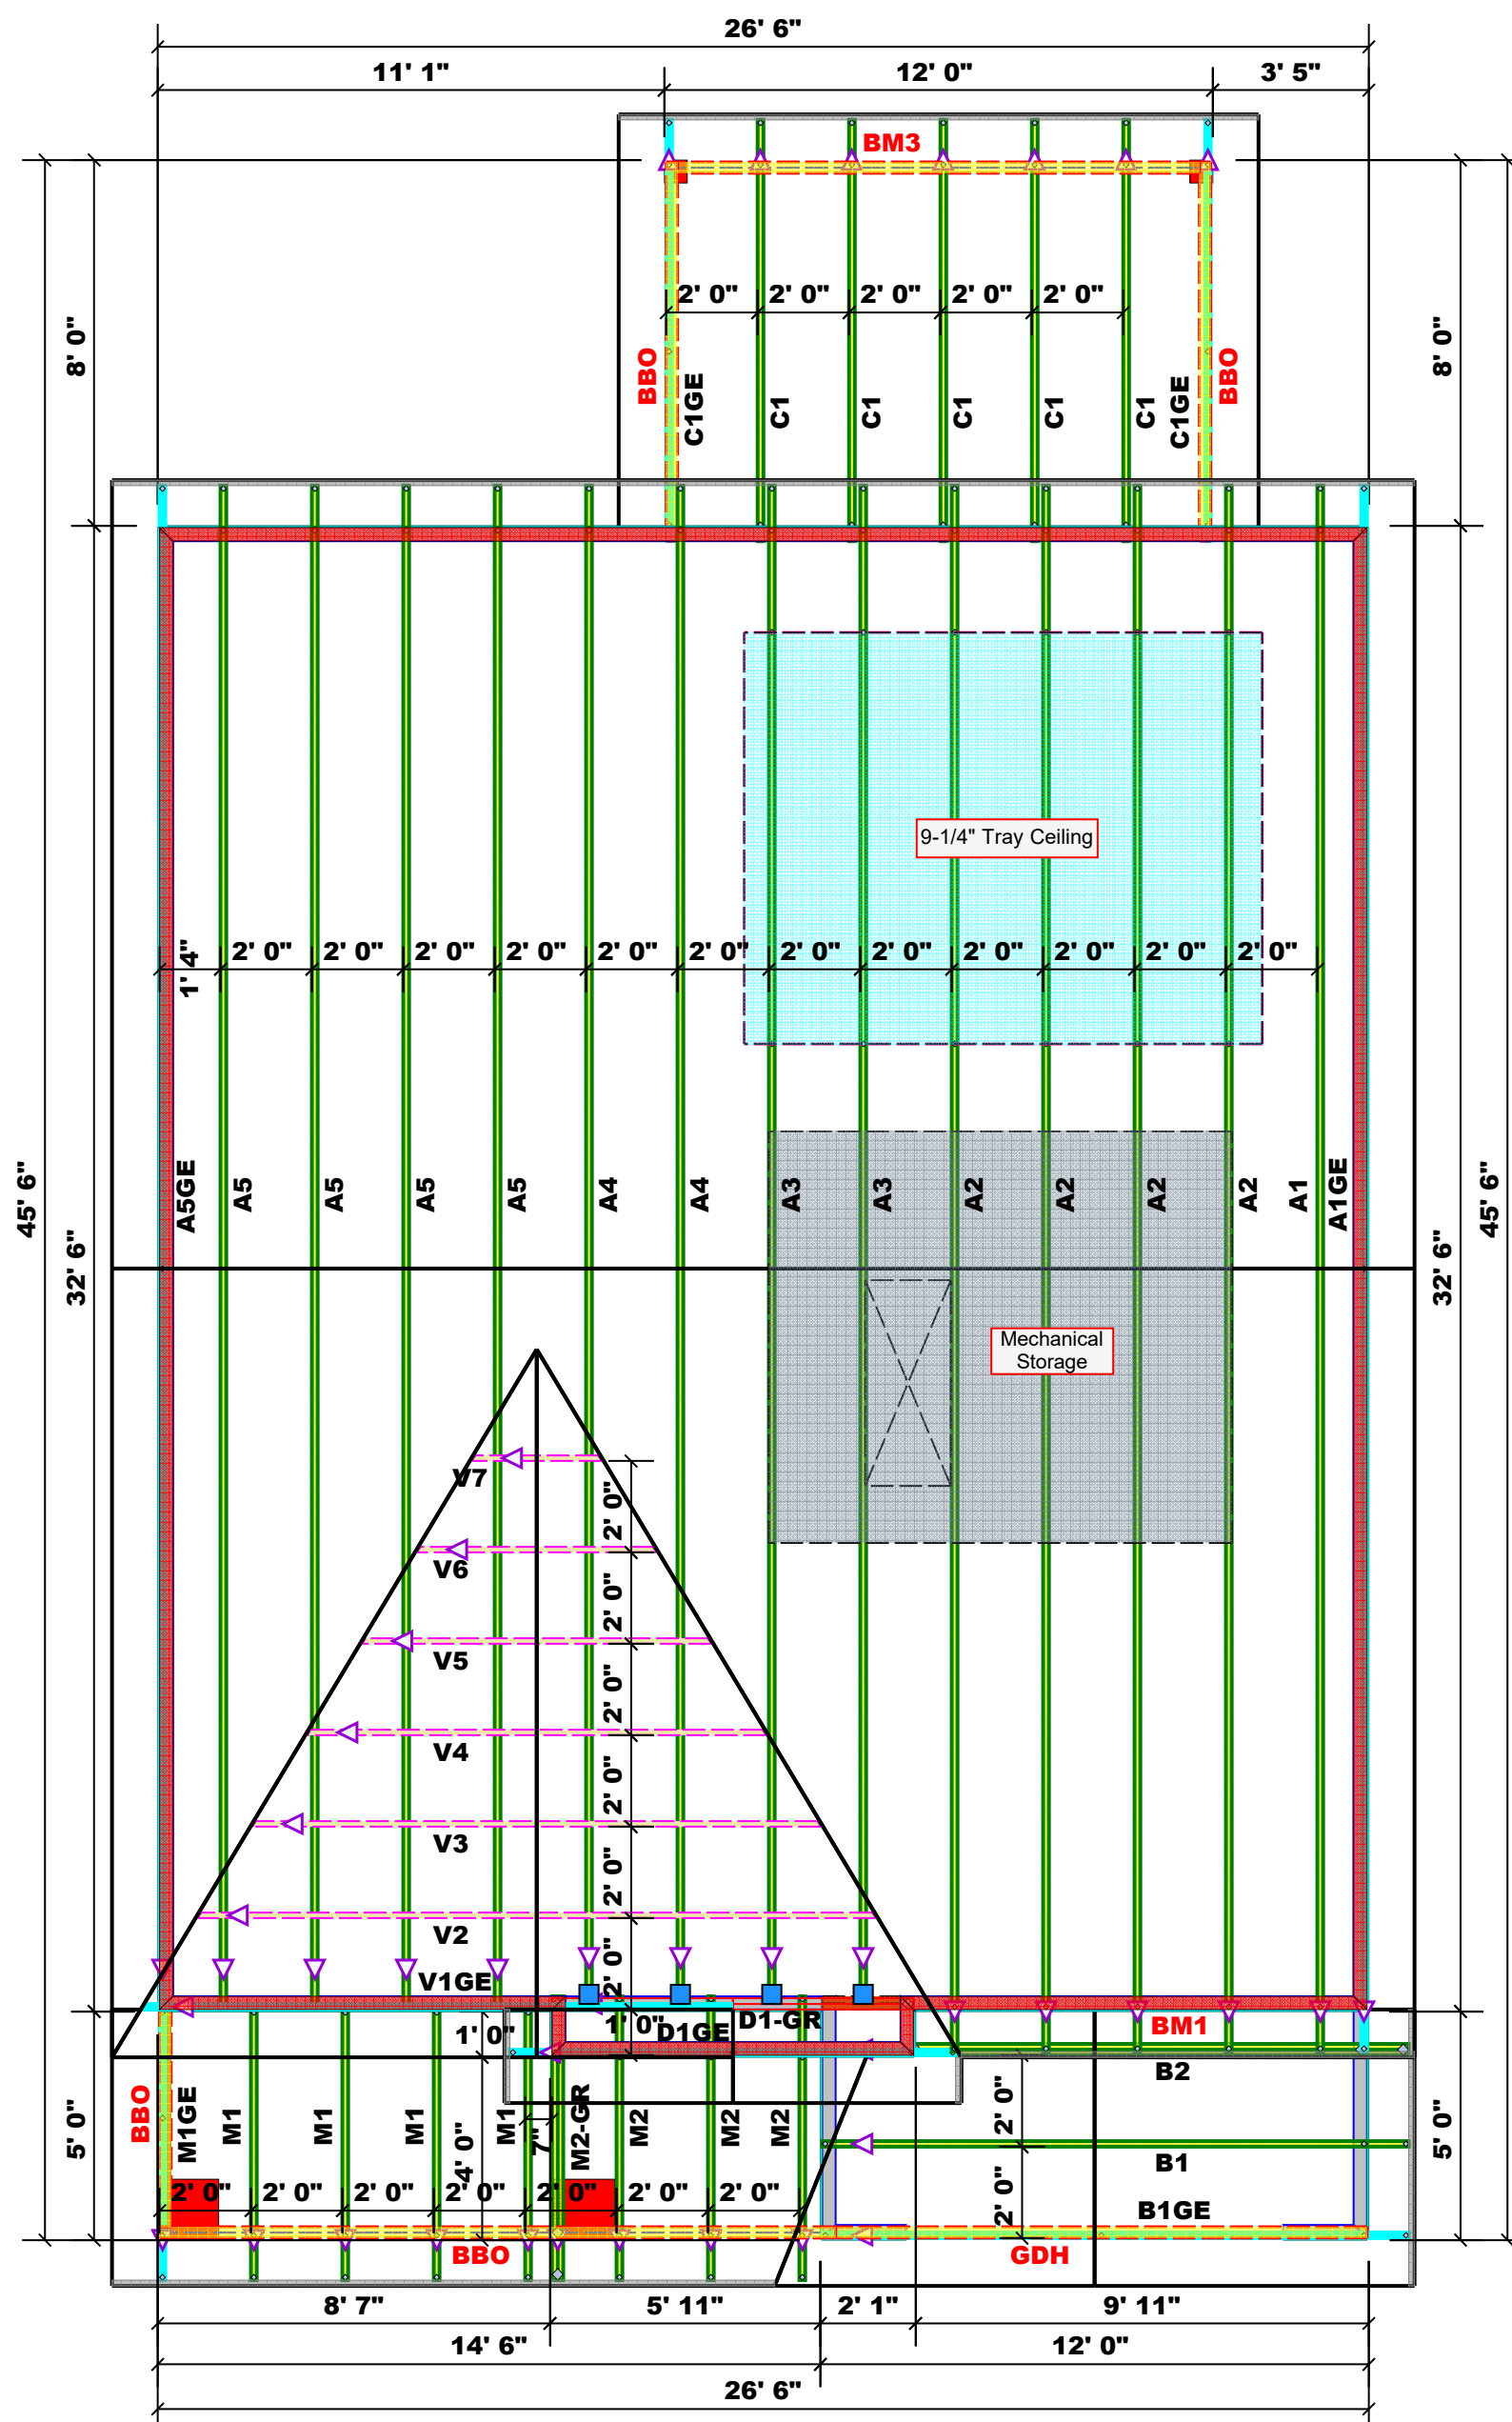 26' 6"
11' 1" 12' 0" 3' 5"
BM3
2' 0" 2' 0" 2' 0" 2' 0" 2' 0"
8' 0" 8' 0"
BBO C1GE C1 C1 C1 C1 C1 C1GE BBO
9-1/4" Tray Ceiling
1' 4" 2' 0" 2' 0" 2' 0" 2' 0" 2' 0" 2' 0" 2' 0" 2' 0" 2' 0" 2' 0" 2' 0" 2' 0"
A5GE A5 A5 A5 A5 A4 A4 A3 A3 A2 A2 A2 A2 A1 A1GE
45' 6" 32' 6" 32' 6" 45' 6"
Mechanical
Storage
V7
2' 0"
V6
2' 0"
V5
2' 0"
V4
2' 0"
V3
2' 0"
V2
2' 0"
V1GE
1' 0" 1' 0" D1GE D1-GR BM1
B2
BBO M1GE M1 M1 M1 M1 7" M2-GR M2 M2 M2
5' 0" 4' 0" 2' 0" 5' 0"
B1
2' 0" 2' 0" 2' 0" 2' 0" 2' 0" 2' 0" 2' 0" 2' 0" B1GE
BBO GDH
8' 7" 5' 11" 2' 1" 9' 11"
14' 6" 12' 0"
26' 6"